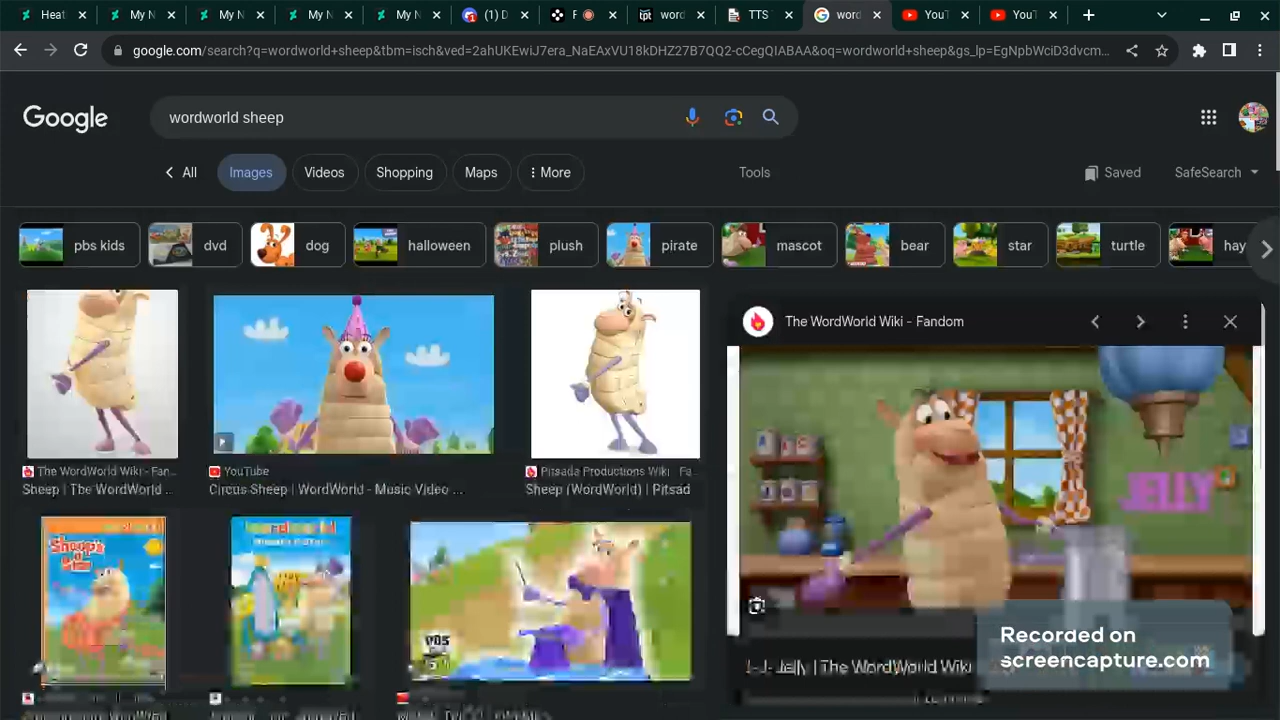 Heat
My N
My N
My N
My N
(1) D
F
word
TTS
word
YouT
YouT
google.com/search?q=wordworld+sheep&tbm=isch&ved=2ahUKEwiJ7era_NaEAxVU18kDHZ27B7QQ2-cCegQIABAA&oq=wordworld+sheep&gs_lp=EgNpbWciD3dvcm...
Google
wordworld sheep
All
Images
Videos
Shopping
Maps
More
Tools
Saved
SafeSearch
pbs kids
dvd
dog
halloween
plush
pirate
mascot
bear
star
turtle
hay
The WordWorld Wiki - Fandom
JELLY
The WordWorld Wiki - Fan...
Sheep | The WordWorld ...
YouTube
Circus Sheep | WordWorld - Music Video ...
Pitsada Productions Wiki
Sheep (WordWorld) | Pitsad
J-J-Jelly | The WordWorld Wiki
Recorded on
screencapture.com